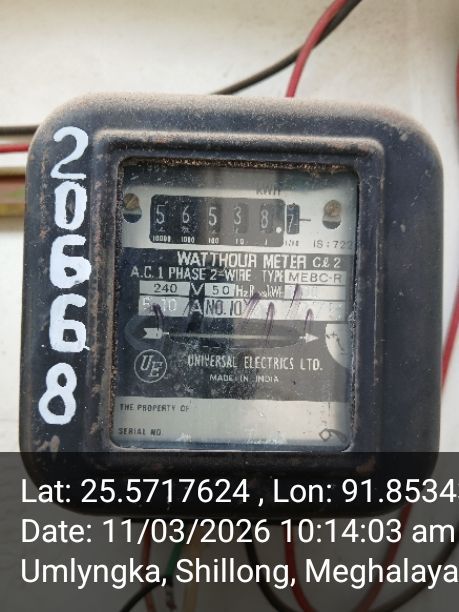 20668
KWH
5 6 5 3 8 . 7
10000 1000 100 10 1 1/10
IS:722
WATTHOUR METER Cl 2
A.C. 1 PHASE 2-WIRE TYPE MEBC-R
240 V 50 Hz
A NO. 10
UE
UNIVERSAL ELECTRICS LTD.
MADE IN INDIA
THE PROPERTY OF
SERIAL NO.
Lat: 25.5717624 , Lon: 91.8534
Date: 11/03/2026 10:14:03 am
Umlyngka, Shillong, Meghalaya